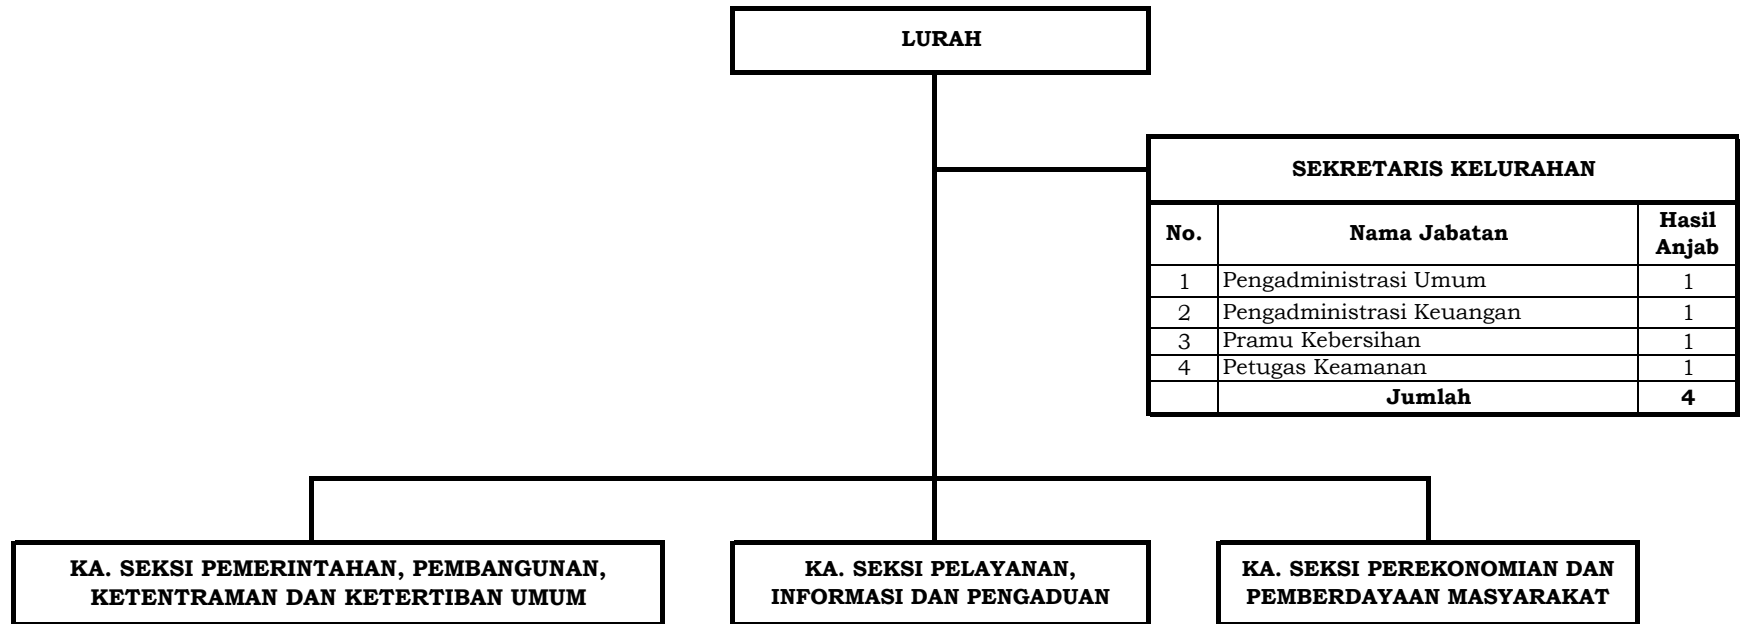 LURAH
SEKRETARIS KELURAHAN
No. Nama Jabatan Hasil Anjab
1 Pengadministrasi Umum 1
2 Pengadministrasi Keuangan 1
3 Pramu Kebersihan 1
4 Petugas Keamanan 1
Jumlah 4
KA. SEKSI PEMERINTAHAN, PEMBANGUNAN,
KETENTRAMAN DAN KETERTIBAN UMUM
KA. SEKSI PELAYANAN,
INFORMASI DAN PENGADUAN
KA. SEKSI PEREKONOMIAN DAN
PEMBERDAYAAN MASYARAKAT